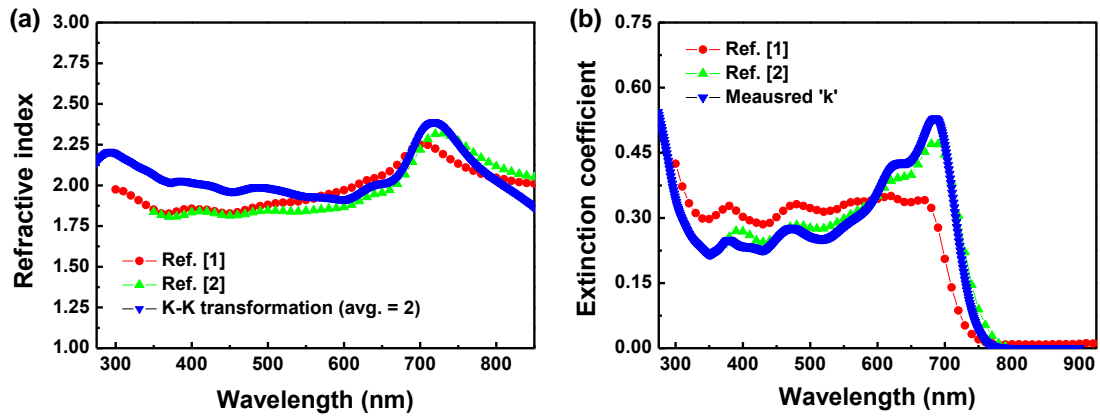 (a)
3.00
2.75
2.50
2.25
2.00
1.75
1.50
1.25
1.00
Refractive index
Ref. [1]
Ref. [2]
K-K transformation (avg. = 2)
300 400 500 600 700 800
Wavelength (nm)
(b)
0.75
0.60
0.45
0.30
0.15
0.00
Extinction coefficient
Ref. [1]
Ref. [2]
Meausred 'k'
300 400 500 600 700 800 900
Wavelength (nm)